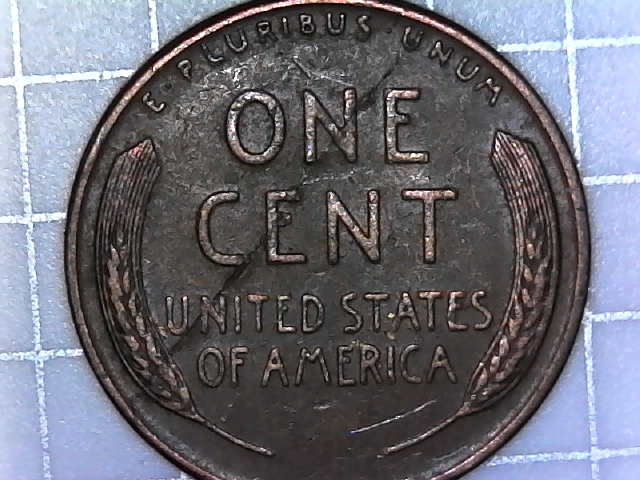 E·PLURIBUS·UNUM
ONE
CENT
UNITED STATES
OF AMERICA